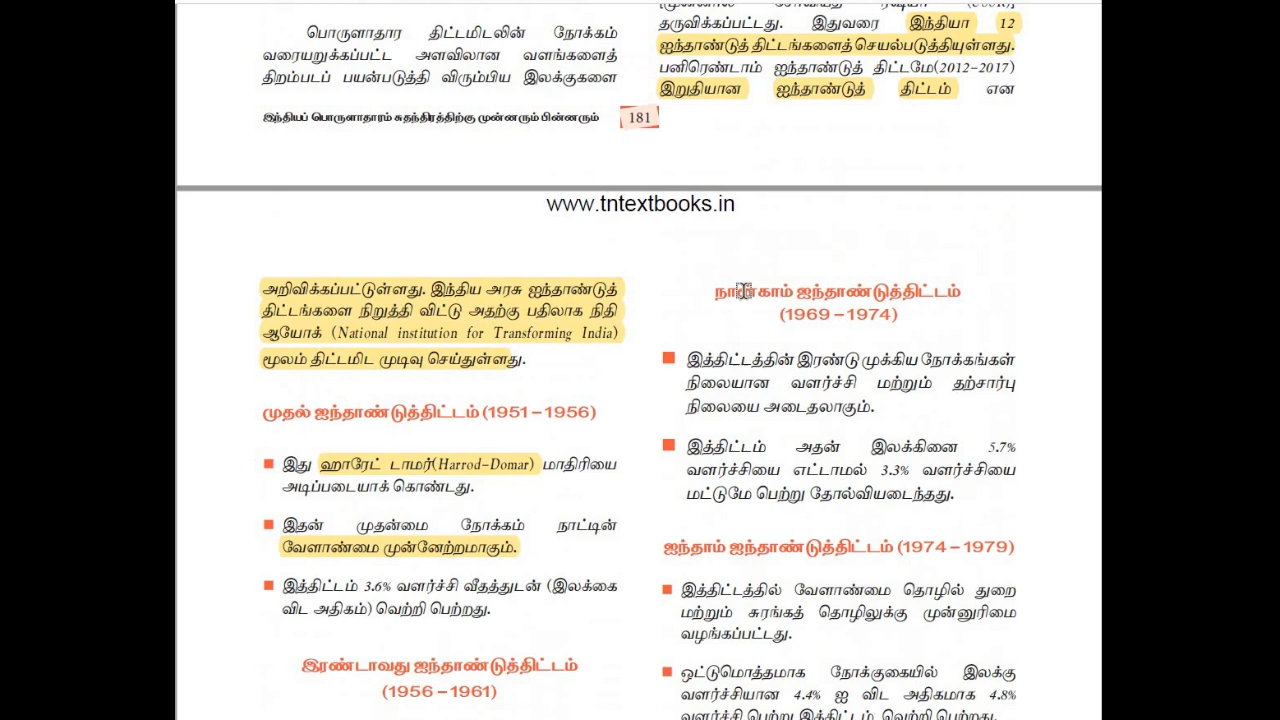 பொருளாதார திட்டமிடலின் நோக்கம்
வரையறுக்கப்பட்ட அளவிலான வளங்களைத்
திறம்படப் பயன்படுத்தி விரும்பிய இலக்குகளை
இந்தியப் பொருளாதாரம் சுதந்திரத்திற்கு முன்னரும் பின்னரும் 181
தருவிக்கப்பட்டது. இதுவரை இந்தியா 12
ஐந்தாண்டுத் திட்டங்களைத் செயல்படுத்தியுள்ளது.
பனிரெண்டாம் ஐந்தாண்டுத் திட்டமே(2012-2017)
இறுதியான ஐந்தாண்டுத் திட்டம் என
www.tntextbooks.in
அறிவிக்கப்பட்டுள்ளது. இந்திய அரசு ஐந்தாண்டுத்
திட்டங்களை நிறுத்தி விட்டு அதற்கு பதிலாக நிதி
ஆயோக் (National institution for Transforming India)
மூலம் திட்டமிட முடிவு செய்துள்ளது.
முதல் ஐந்தாண்டுத்திட்டம் (1951 – 1956)
இது ஹாரேட் டாமர்(Harrod-Domar) மாதிரியை
அடிப்படையாக் கொண்டது.
இதன் முதன்மை நோக்கம் நாட்டின்
வேளாண்மை முன்னேற்றமாகும்.
இத்திட்டம் 3.6% வளர்ச்சி வீதத்துடன் (இலக்கை
விட அதிகம்) வெற்றி பெற்றது.
இரண்டாவது ஐந்தாண்டுத்திட்டம்
(1956 – 1961)
நான்காம் ஐந்தாண்டுத்திட்டம்
(1969 – 1974)
இத்திட்டத்தின் இரண்டு முக்கிய நோக்கங்கள்
நிலையான வளர்ச்சி மற்றும் தற்சார்பு
நிலையை அடைதலாகும்.
இத்திட்டம் அதன் இலக்கினை 5.7%
வளர்ச்சியை எட்டாமல் 3.3% வளர்ச்சியை
மட்டுமே பெற்று தோல்வியடைந்தது.
ஐந்தாம் ஐந்தாண்டுத்திட்டம் (1974 – 1979)
இத்திட்டத்தில் வேளாண்மை தொழில் துறை
மற்றும் சுரங்கத் தொழிலுக்கு முன்னுரிமை
வழங்கப்பட்டது.
ஒட்டுமொத்தமாக நோக்குகையில் இலக்கு
வளர்ச்சியான 4.4% ஐ விட அதிகமாக 4.8%
வளர்ச்சி பெற்று இத்திட்டம் வெற்றி பெற்றது.